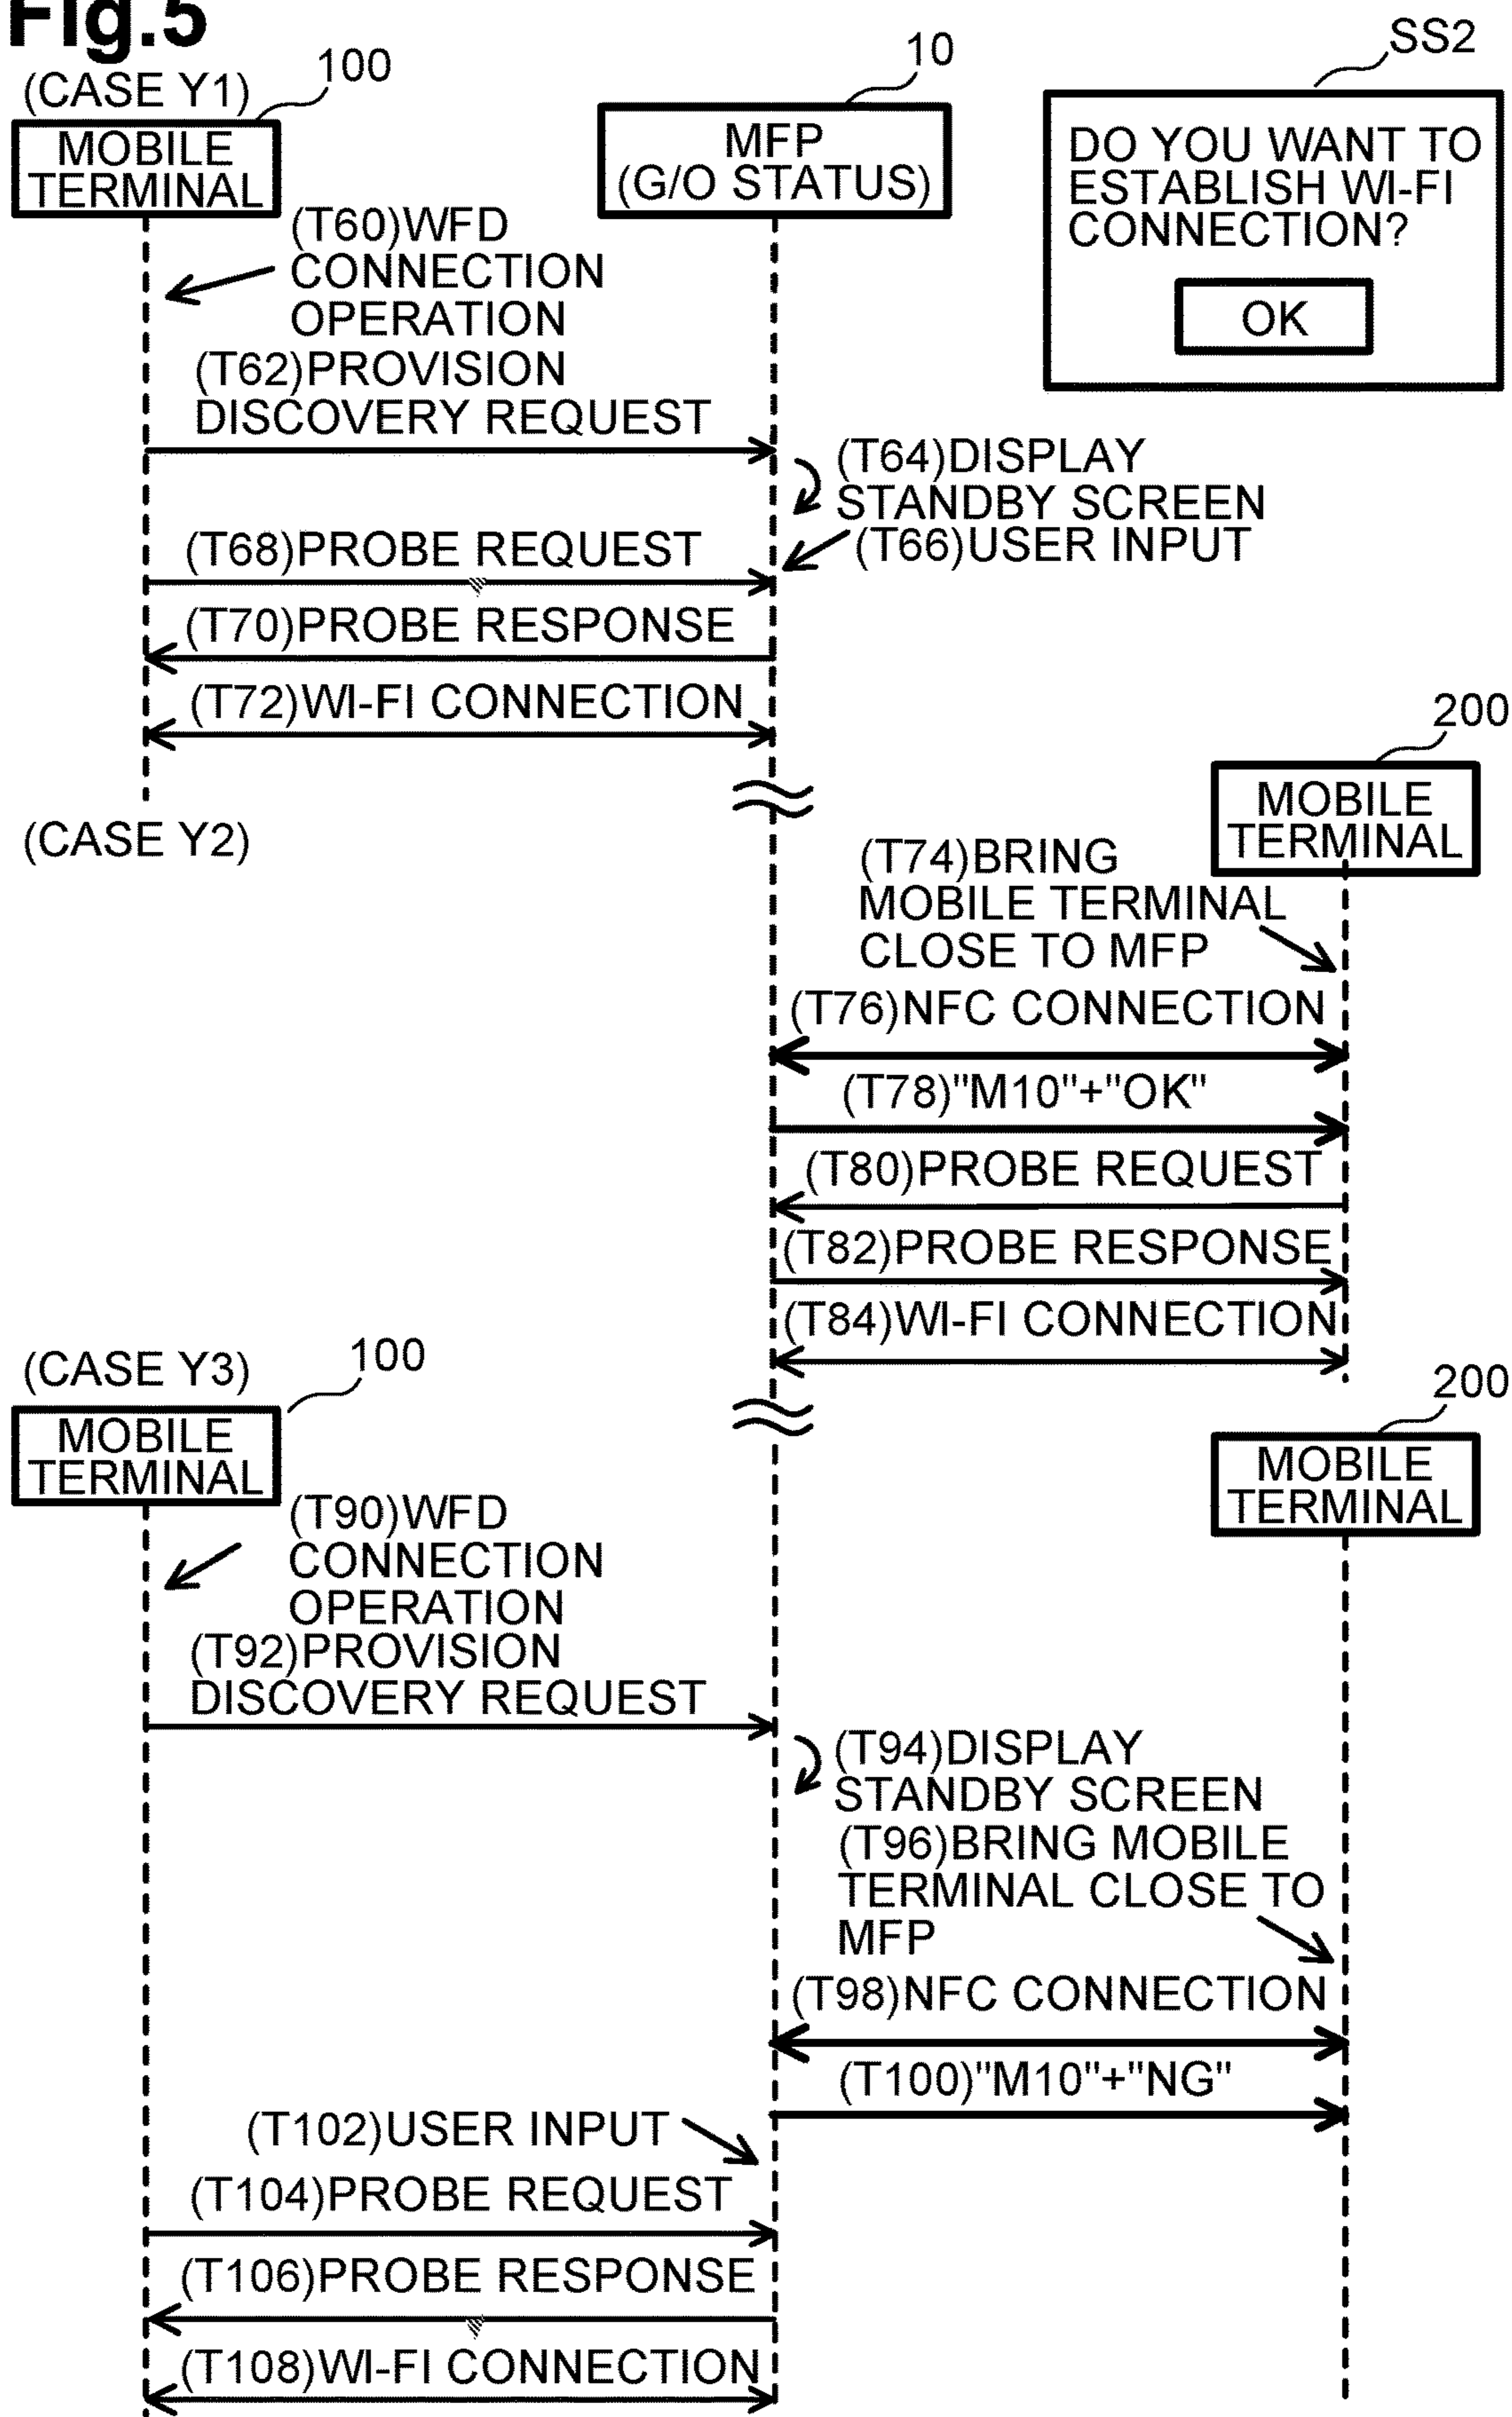 Fig.5
(CASE Y1)
100
10
SS2
MOBILE
TERMINAL
MFP
(G/O STATUS)
DO YOU WANT TO
ESTABLISH WI-FI
CONNECTION?
OK
(T60)WFD
CONNECTION
OPERATION
(T62)PROVISION
DISCOVERY REQUEST
(T64)DISPLAY
STANDBY SCREEN
(T66)USER INPUT
(T68)PROBE REQUEST
(T70)PROBE RESPONSE
(T72)WI-FI CONNECTION
200
MOBILE
TERMINAL
(CASE Y2)
(T74)BRING
MOBILE TERMINAL
CLOSE TO MFP
(T76)NFC CONNECTION
(T78)"M10"+"OK"
(T80)PROBE REQUEST
(T82)PROBE RESPONSE
(T84)WI-FI CONNECTION
(CASE Y3)
100
200
MOBILE
TERMINAL
MOBILE
TERMINAL
(T90)WFD
CONNECTION
OPERATION
(T92)PROVISION
DISCOVERY REQUEST
(T94)DISPLAY
STANDBY SCREEN
(T96)BRING MOBILE
TERMINAL CLOSE TO
MFP
(T98)NFC CONNECTION
(T100)"M10"+"NG"
(T102)USER INPUT
(T104)PROBE REQUEST
(T106)PROBE RESPONSE
(T108)WI-FI CONNECTION